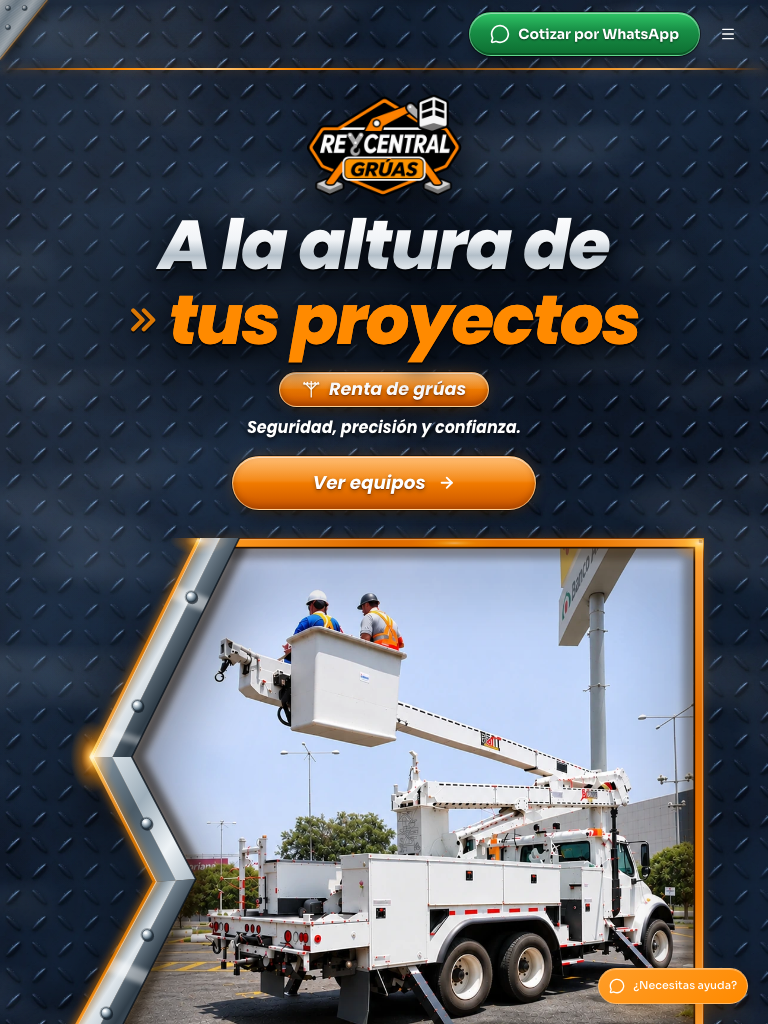 Cotizar por WhatsApp
REY CENTRAL
GRÚAS
A la altura de
tus proyectos
Renta de grúas
Seguridad, precisión y confianza.
Ver equipos
Banco
¿Necesitas ayuda?